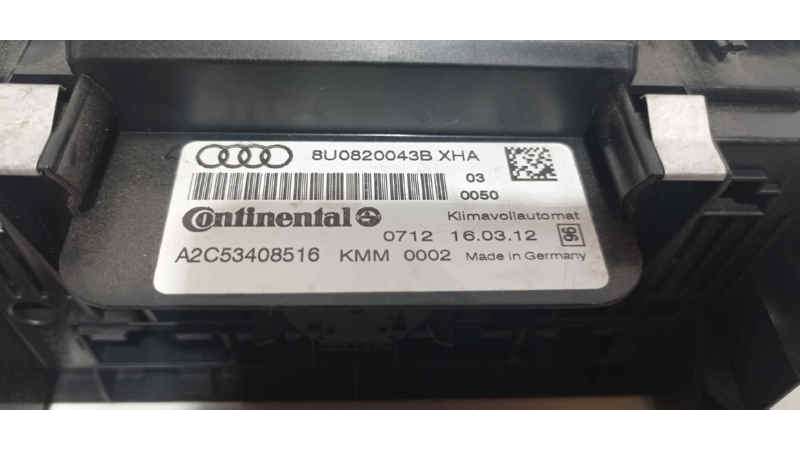 8U0820043B XHA
03
0050
Continental
Klimavollautomat
0712 16.03.12 96
A2C53408516 KMM 0002 Made in Germany